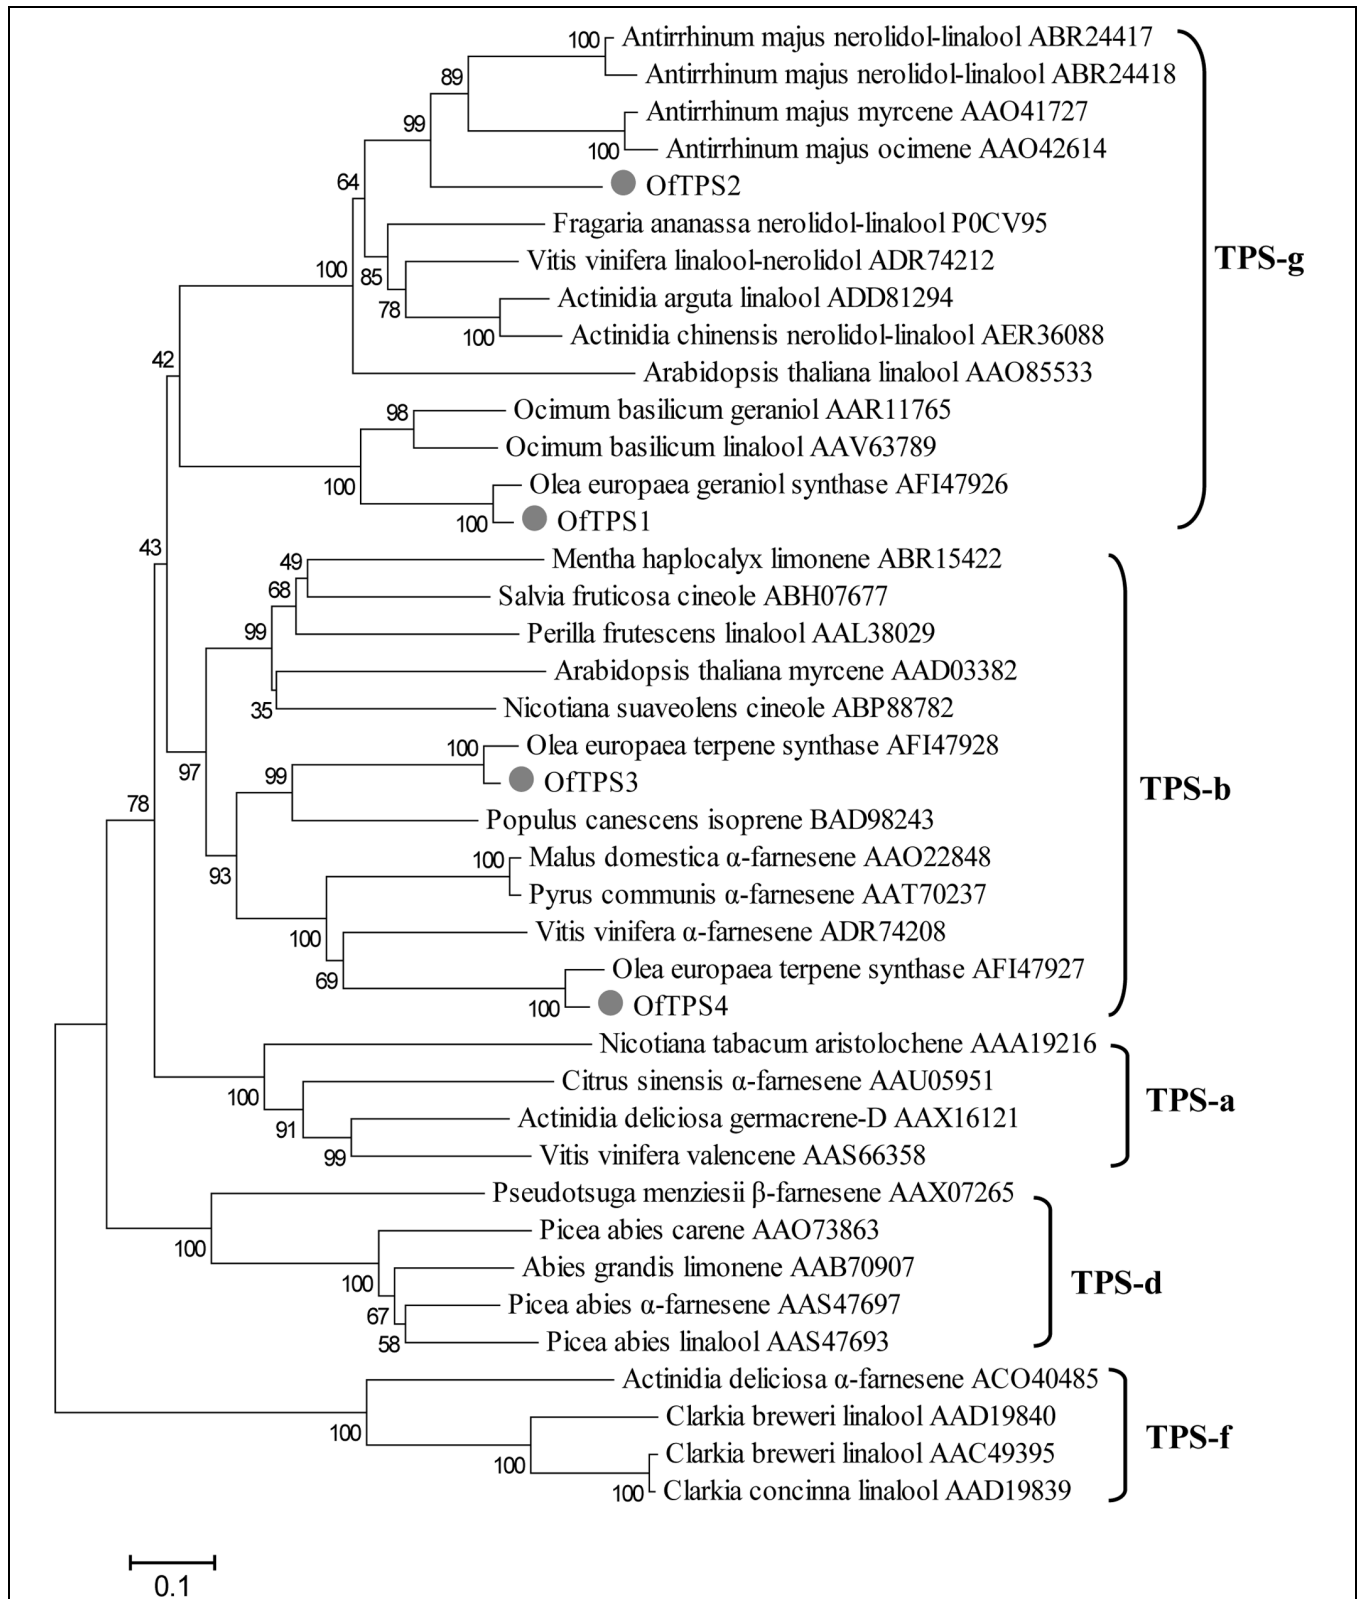 100 Antirrhinum majus nerolidol-linalool ABR24417
Antirrhinum majus nerolidol-linalool ABR24418
89
Antirrhinum majus myrcene AAO41727
99
100 Antirrhinum majus ocimene AAO42614
OfTPS2
64
Fragaria ananassa nerolidol-linalool P0CV95
TPS-g
Vitis vinifera linalool-nerolidol ADR74212
100
85
Actinidia arguta linalool ADD81294
78
100 Actinidia chinensis nerolidol-linalool AER36088
42
Arabidopsis thaliana linalool AAO85533
98 Ocimum basilicum geraniol AAR11765
Ocimum basilicum linalool AAV63789
100 Olea europaea geraniol synthase AFI47926
100 OfTPS1
43
49 Mentha haplocalyx limonene ABR15422
68 Salvia fruticosa cineole ABH07677
99 Perilla frutescens linalool AAL38029
Arabidopsis thaliana myrcene AAD03382
35 Nicotiana suaveolens cineole ABP88782
100 Olea europaea terpene synthase AFI47928
97
99
OfTPS3
TPS-b
78
Populus canescens isoprene BAD98243
100 Malus domestica α-farnesene AAO22848
93
Pyrus communis α-farnesene AAT70237
100 Vitis vinifera α-farnesene ADR74208
69 Olea europaea terpene synthase AFI47927
100 OfTPS4
Nicotiana tabacum aristolochene AAA19216
100 Citrus sinensis α-farnesene AAU05951
TPS-a
91 Actinidia deliciosa germacrene-D AAX16121
99 Vitis vinifera valencene AAS66358
Pseudotsuga menziesii β-farnesene AAX07265
100 Picea abies carene AAO73863
100 Abies grandis limonene AAB70907
TPS-d
67 Picea abies α-farnesene AAS47697
58 Picea abies linalool AAS47693
Actinidia deliciosa α-farnesene ACO40485
100 Clarkia breweri linalool AAD19840
TPS-f
100 Clarkia breweri linalool AAC49395
100 Clarkia concinna linalool AAD19839
0.1